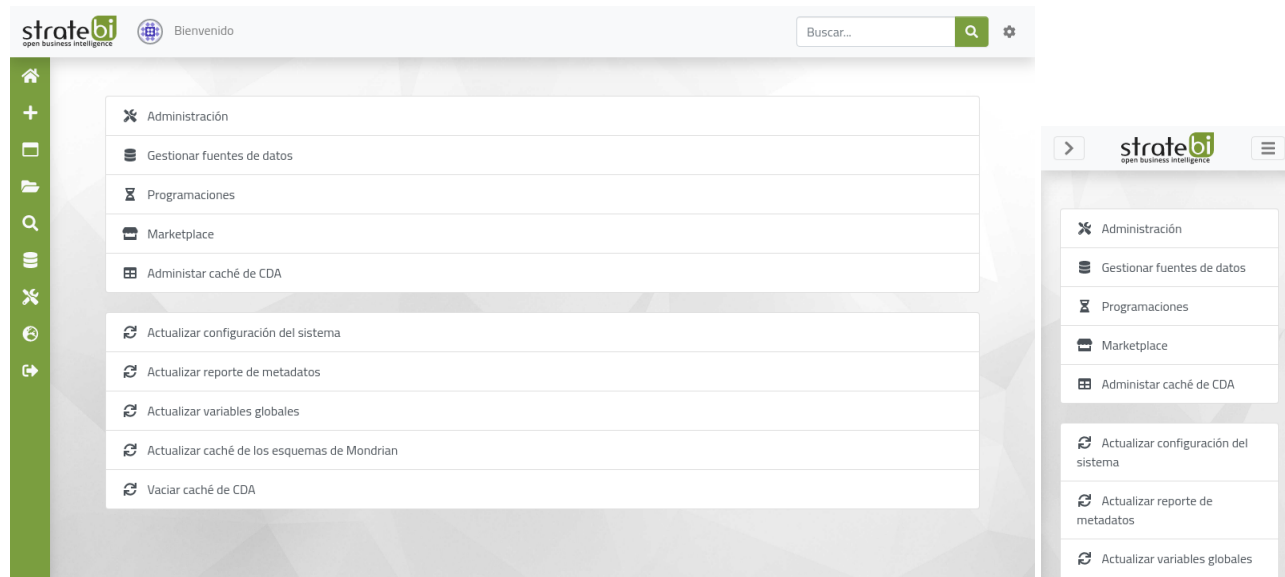 stratebi
open business intelligence
Bienvenido
Buscar...
Administración
Gestionar fuentes de datos
Programaciones
Marketplace
Administar caché de CDA
Actualizar configuración del sistema
Actualizar reporte de metadatos
Actualizar variables globales
Actualizar caché de los esquemas de Mondrian
Vaciar caché de CDA
stratebi
open business intelligence
Administración
Gestionar fuentes de datos
Programaciones
Marketplace
Administar caché de CDA
Actualizar configuración del
sistema
Actualizar reporte de
metadatos
Actualizar variables globales